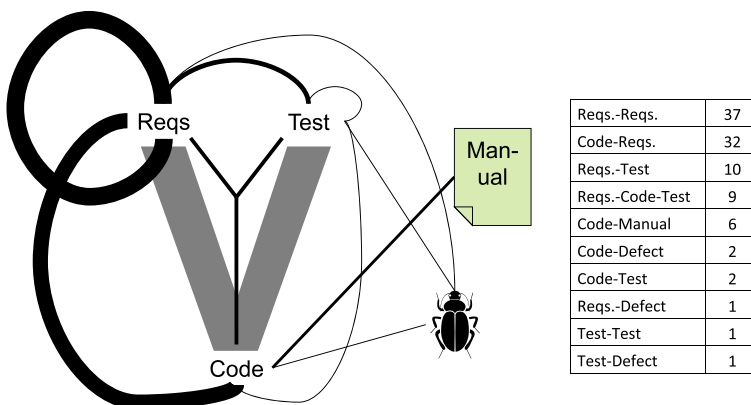 Reqs
Test
Man-
ual
Code
Reqs.-Reqs. 37
Code-Reqs. 32
Reqs.-Test 10
Reqs.-Code-Test 9
Code-Manual 6
Code-Defect 2
Code-Test 2
Reqs.-Defect 1
Test-Test 1
Test-Defect 1